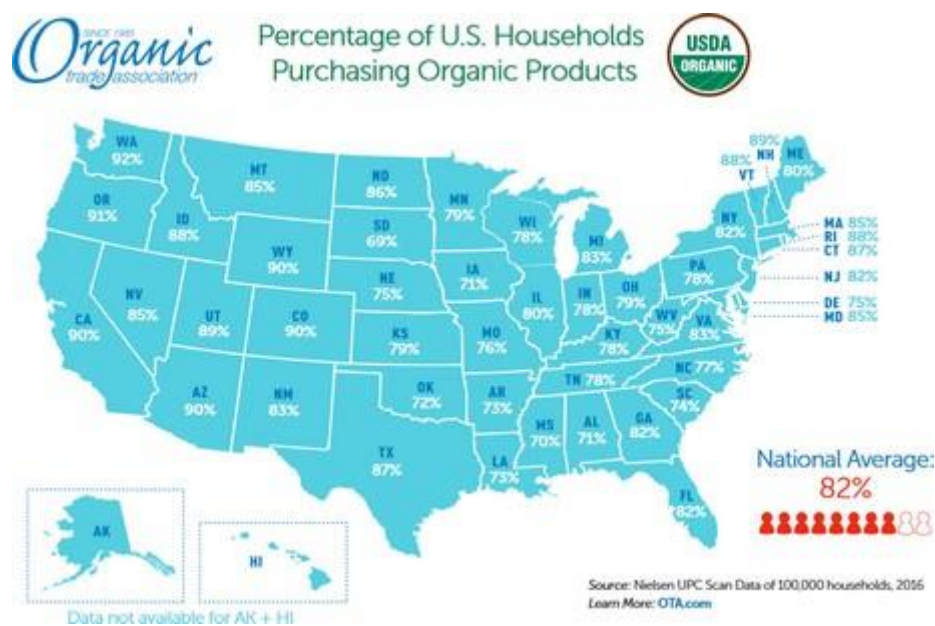 SINCE 1985
Organic
trade association
Percentage of U.S. Households
Purchasing Organic Products
USDA
ORGANIC
WA
92%
OR
91%
CA
90%
NV
85%
ID
88%
MT
85%
WY
90%
UT
89%
CO
90%
AZ
90%
NM
83%
ND
86%
SD
69%
NE
75%
KS
79%
OK
72%
TX
87%
MN
79%
IA
71%
MO
76%
AR
73%
LA
73%
WI
78%
IL
80%
MI
83%
IN
78%
OH
79%
KY
78%
TN 78%
MS
70%
AL
71%
GA
82%
FL
82%
SC
74%
NC 77%
VA
83%
WV
75%
PA
78%
NY
82%
88%
VT
89%
NH
ME
80%
MA 85%
RI 88%
CT 87%
NJ 82%
DE 75%
MD 85%
National Average:
82%
AK
HI
Data not available for AK + HI
Source: Nielsen UPC Scan Data of 100,000 households, 2016
Learn More: OTA.com